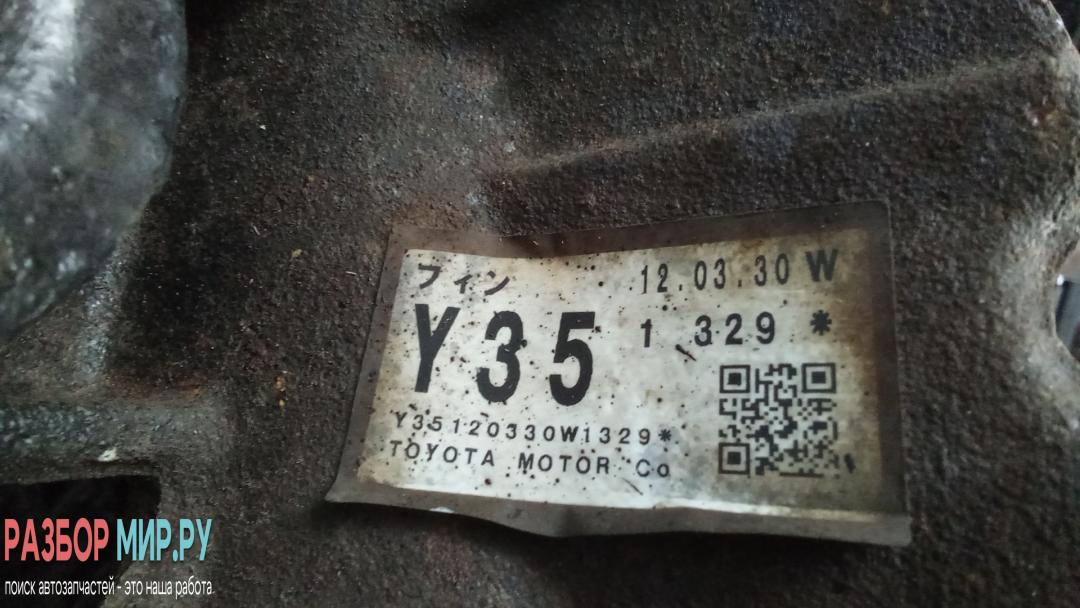 フィン 12.03.30 W
Y35 1 329 *
Y35120330W1329*
TOYOTA MOTOR Co
РАЗБОР МИР.РУ
поиск автозапчастей - это наша работа